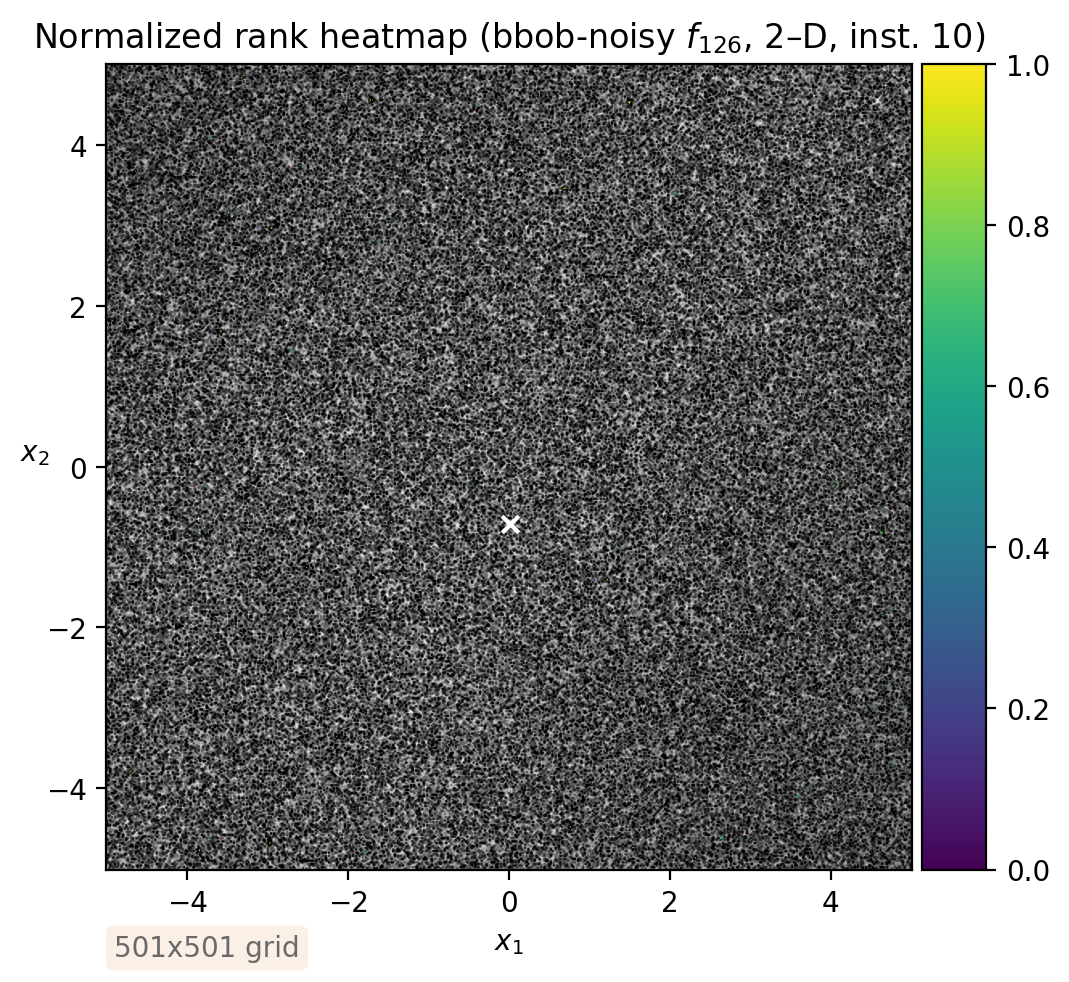 Normalized rank heatmap (bbob-noisy f₁₂₆, 2–D, inst. 10)
1.0
0.8
0.6
0.4
0.2
0.0
x₂
4
2
0
−2
−4
−4 −2 0 2 4
x₁
501x501 grid